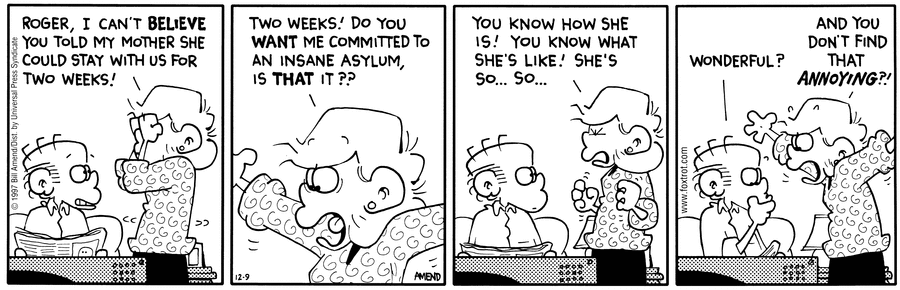 ROGER, I CAN'T BELIEVE
YOU TOLD MY MOTHER SHE
COULD STAY WITH US FOR
TWO WEEKS!
© 1997 Bill Amend/Dist. by Universal Press Syndicate
TWO WEEKS! DO YOU
WANT ME COMMITTED TO
AN INSANE ASYLUM,
IS THAT IT??
12-9
AMEND
YOU KNOW HOW SHE
IS! YOU KNOW WHAT
SHE'S LIKE! SHE'S
SO... SO...
WONDERFUL?
AND YOU
DON'T FIND
THAT
ANNOYING?!
www.foxtrot.com